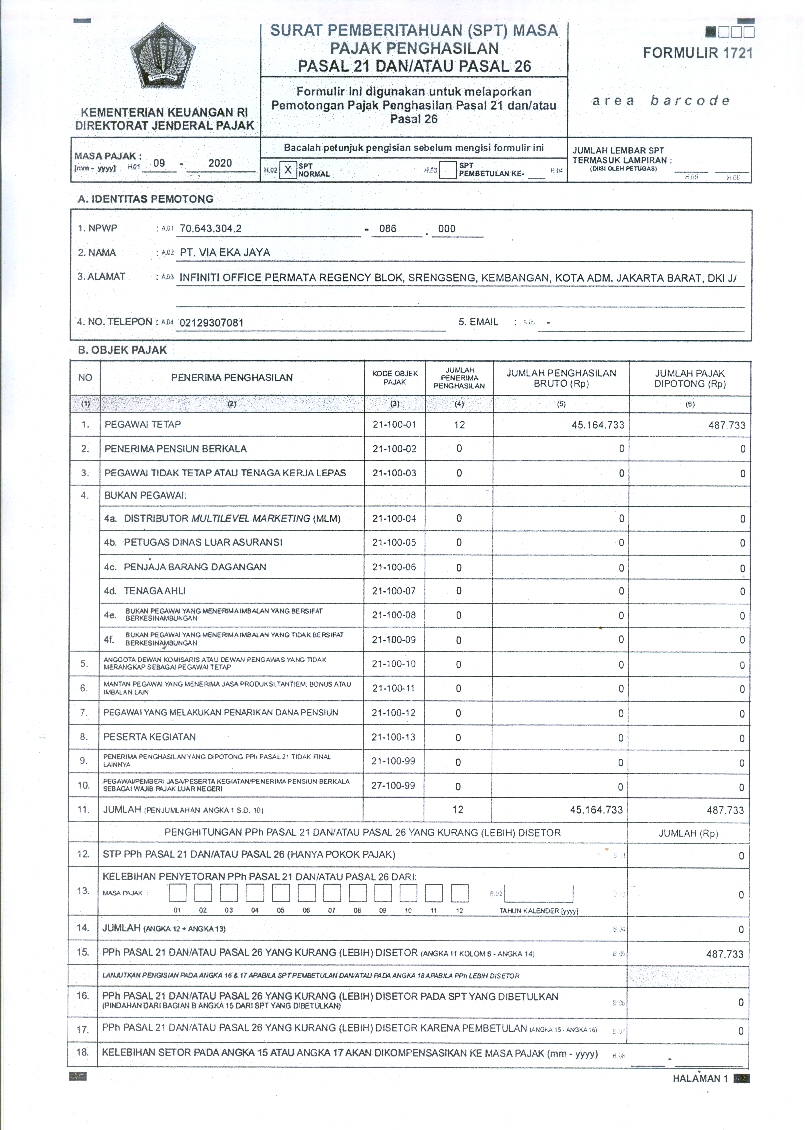 SURAT PEMBERITAHUAN (SPT) MASA
PAJAK PENGHASILAN
PASAL 21 DAN/ATAU PASAL 26
FORMULIR 1721
Formulir ini digunakan untuk melaporkan
Pemotongan Pajak Penghasilan Pasal 21 dan/atau
Pasal 26
area barcode
KEMENTERIAN KEUANGAN RI
DIREKTORAT JENDERAL PAJAK
Bacalah petunjuk pengisian sebelum mengisi formulir ini
MASA PAJAK :
[mm - yyyy] H.01 09 - 2020
H.02 X SPT NORMAL
H.03 SPT PEMBETULAN KE- H.04
JUMLAH LEMBAR SPT
TERMASUK LAMPIRAN :
(DIISI OLEH PETUGAS)
A. IDENTITAS PEMOTONG
1. NPWP : A.01 70.643.304.2 - 086 . 000
2. NAMA : A.02 PT. VIA EKA JAYA
3. ALAMAT : A.03 INFINITI OFFICE PERMATA REGENCY BLOK, SRENGSENG, KEMBANGAN, KOTA ADM. JAKARTA BARAT, DKI J/
4. NO. TELEPON : A.04 02129307081 5. EMAIL : -
B. OBJEK PAJAK
NO PENERIMA PENGHASILAN KODE OBJEK PAJAK JUMLAH PENERIMA PENGHASILAN JUMLAH PENGHASILAN BRUTO (Rp) JUMLAH PAJAK DIPOTONG (Rp)
(1) (2) (3) (4) (5) (6)
1. PEGAWAI TETAP 21-100-01 12 45.164.733 487.733
2. PENERIMA PENSIUN BERKALA 21-100-02 0 0 0
3. PEGAWAI TIDAK TETAP ATAU TENAGA KERJA LEPAS 21-100-03 0 0 0
4. BUKAN PEGAWAI:
4a. DISTRIBUTOR MULTILEVEL MARKETING (MLM) 21-100-04 0 0 0
4b. PETUGAS DINAS LUAR ASURANSI 21-100-05 0 0 0
4c. PENJAJA BARANG DAGANGAN 21-100-06 0 0 0
4d. TENAGA AHLI 21-100-07 0 0 0
4e. BUKAN PEGAWAI YANG MENERIMA IMBALAN YANG BERSIFAT BERKESINAMBUNGAN 21-100-08 0 0 0
4f. BUKAN PEGAWAI YANG MENERIMA IMBALAN YANG TIDAK BERSIFAT BERKESINAMBUNGAN 21-100-09 0 0 0
5. ANGGOTA DEWAN KOMISARIS ATAU DEWAN PENGAWAS YANG TIDAK MERANGKAP SEBAGAI PEGAWAI TETAP 21-100-10 0 0 0
6. MANTAN PEGAWAI YANG MENERIMA JASA PRODUKSI, TANTIEM, BONUS ATAU IMBALAN LAIN 21-100-11 0 0 0
7. PEGAWAI YANG MELAKUKAN PENARIKAN DANA PENSIUN 21-100-12 0 0 0
8. PESERTA KEGIATAN 21-100-13 0 0 0
9. PENERIMA PENGHASILAN YANG DIPOTONG PPh PASAL 21 TIDAK FINAL LAINNYA 21-100-99 0 0 0
10. PEGAWAI/PEMBERI JASA/PESERTA KEGIATAN/PENERIMA PENSIUN BERKALA SEBAGAI WAJIB PAJAK LUAR NEGERI 27-100-99 0 0 0
11. JUMLAH (PENJUMLAHAN ANGKA 1 S.D. 10) 12 45.164.733 487.733
PENGHITUNGAN PPh PASAL 21 DAN/ATAU PASAL 26 YANG KURANG (LEBIH) DISETOR JUMLAH (Rp)
12. STP PPh PASAL 21 DAN/ATAU PASAL 26 (HANYA POKOK PAJAK) 0
13. KELEBIHAN PENYETORAN PPh PASAL 21 DAN/ATAU PASAL 26 DARI:
MASA PAJAK : B.02 0
01 02 03 04 05 06 07 08 09 10 11 12 TAHUN KALENDER [yyyy]
14. JUMLAH (ANGKA 12 + ANGKA 13) 0
15. PPh PASAL 21 DAN/ATAU PASAL 26 YANG KURANG (LEBIH) DISETOR (ANGKA 11 KOLOM 6 - ANGKA 14) 487.733
LANJUTKAN PENGISIAN PADA ANGKA 16 & 17 APABILA SPT PEMBETULAN DAN/ATAU PADA ANGKA 18 APABILA PPh LEBIH DISETOR
16. PPh PASAL 21 DAN/ATAU PASAL 26 YANG KURANG (LEBIH) DISETOR PADA SPT YANG DIBETULKAN
(PINDAHAN DARI BAGIAN B ANGKA 15 DARI SPT YANG DIBETULKAN) 0
17. PPh PASAL 21 DAN/ATAU PASAL 26 YANG KURANG (LEBIH) DISETOR KARENA PEMBETULAN (ANGKA 15 - ANGKA 16) 0
18. KELEBIHAN SETOR PADA ANGKA 15 ATAU ANGKA 17 AKAN DIKOMPENSASIKAN KE MASA PAJAK (mm - yyyy) -
HALAMAN 1